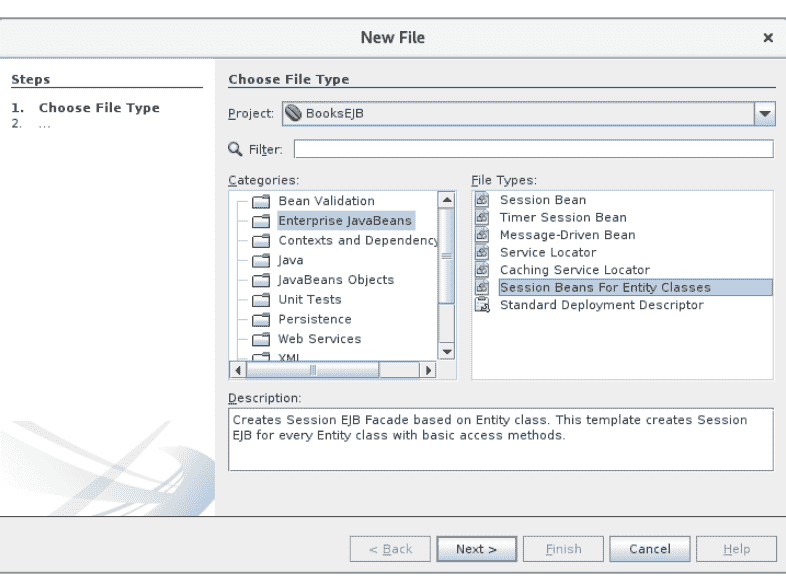 New File
×
Steps
1. Choose File Type
2. ...
Choose File Type
Project: BooksEJB
Filter:
Categories:
Bean Validation
Enterprise JavaBeans
Contexts and Dependency
Java
JavaBeans Objects
Unit Tests
Persistence
Web Services
XML
File Types:
Session Bean
Timer Session Bean
Message-Driven Bean
Service Locator
Caching Service Locator
Session Beans For Entity Classes
Standard Deployment Descriptor
Description:
Creates Session EJB Facade based on Entity class. This template creates Session
EJB for every Entity class with basic access methods.
< Back
Next >
Finish
Cancel
Help